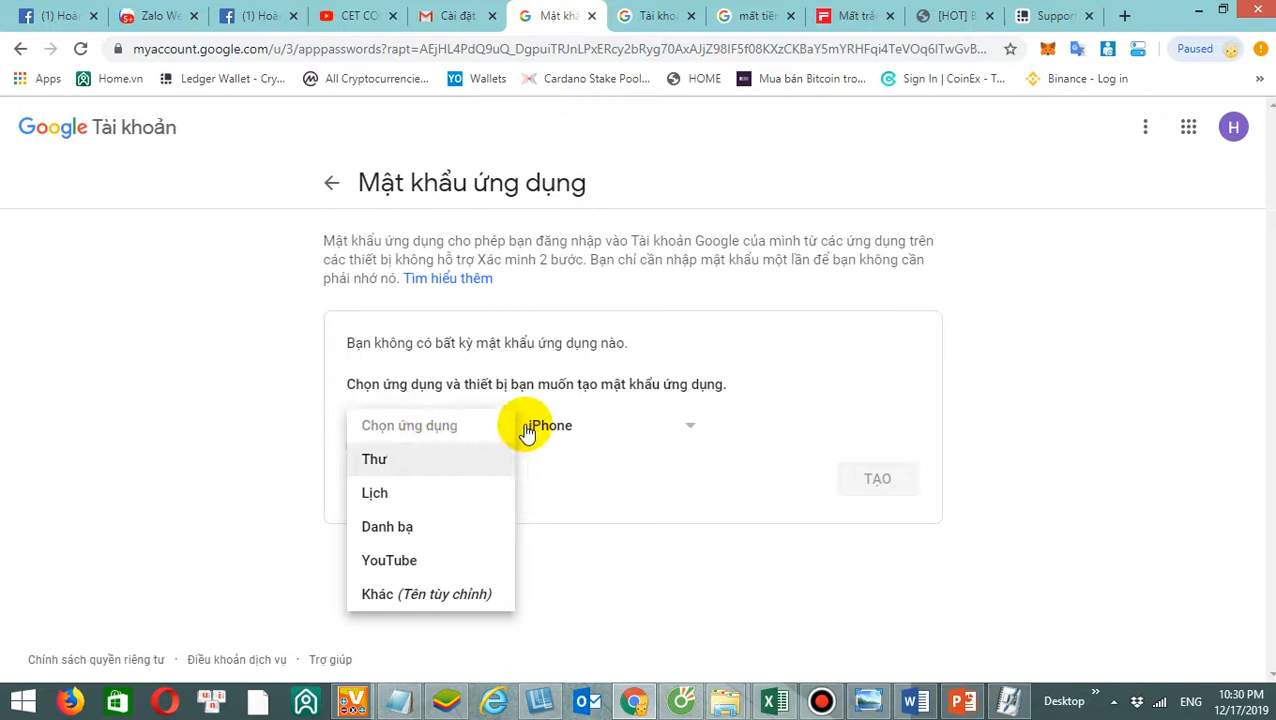 (1) Hoàn
Zalo We
(1) Hoàn
CET CO
Cài đặt
Mật khẩ
Tài khoả
mất tiền
Mất trắ
[HOT] B
Support
myaccount.google.com/u/3/apppasswords?rapt=
Paused
Apps
Home.vn
Ledger Wallet - Cry...
All Cryptocurrencie...
YO Wallets
Cardano Stake Pool...
HOME
Mua bán Bitcoin tro...
Sign In | CoinEx - T...
Binance - Log in
»
Google Tài khoản
H
Mật khẩu ứng dụng
Mật khẩu ứng dụng cho phép bạn đăng nhập vào Tài khoản Google của mình từ các ứng dụng trên
các thiết bị không hỗ trợ Xác minh 2 bước. Bạn chỉ cần nhập mật khẩu một lần để bạn không cần
phải nhớ nó. Tìm hiểu thêm
Bạn không có bất kỳ mật khẩu ứng dụng nào.
Chọn ứng dụng và thiết bị bạn muốn tạo mật khẩu ứng dụng.
Chọn ứng dụng
iPhone
Thư
TẠO
Lịch
Danh bạ
YouTube
Khác (Tên tùy chỉnh)
Chính sách quyền riêng tư · Điều khoản dịch vụ · Trợ giúp
Desktop
»
ENG
10:30 PM
12/17/2019